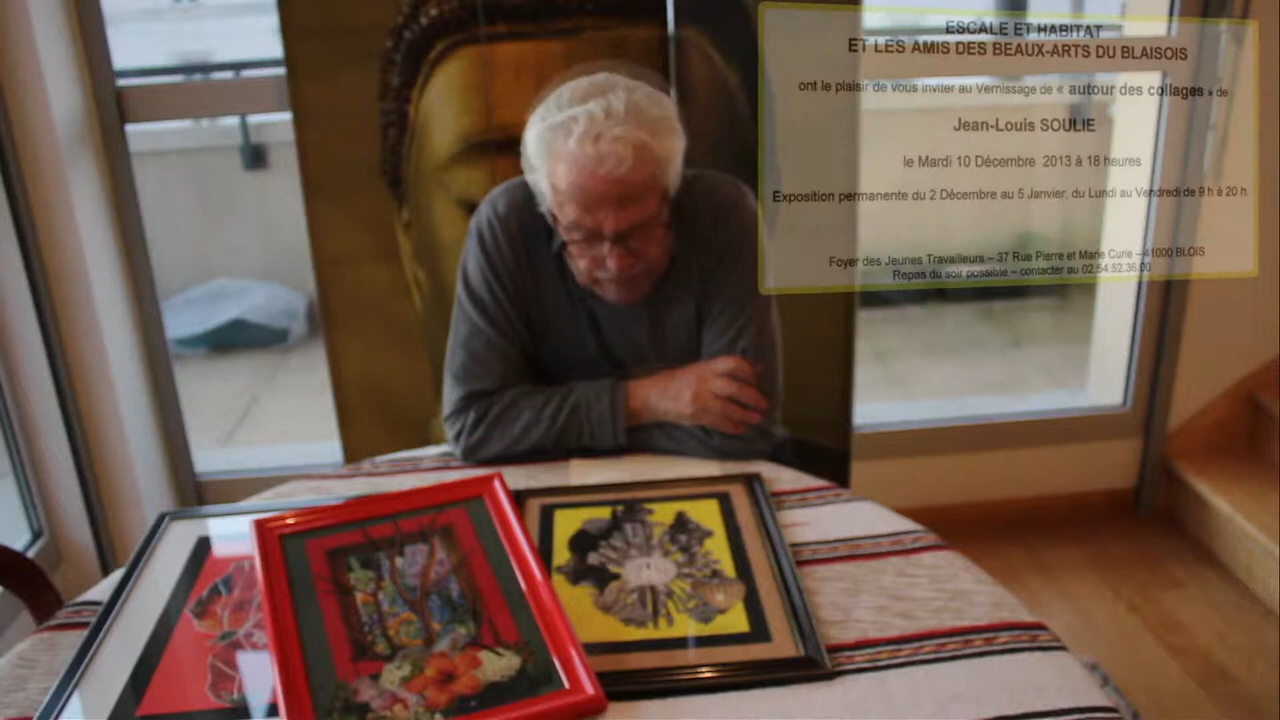 ESCALE ET HABITAT
ET LES AMIS DES BEAUX-ARTS DU BLAISOIS
ont le plaisir de vous inviter au Vernissage de « autour des collages » de
Jean-Louis SOULIE
le Mardi 10 Décembre 2013 à 18 heures
Exposition permanente du 2 Décembre au 5 Janvier, du Lundi au Vendredi de 9 h à 20 h
Foyer des Jeunes Travailleurs – 37 Rue Pierre et Marie Curie – 41000 BLOIS
Repas du soir possible – contacter au 02.54.52.36.00